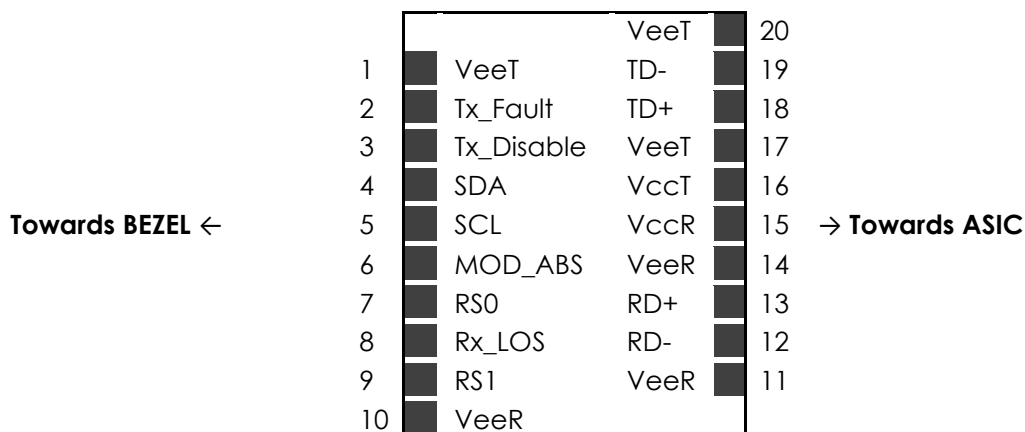 VeeT 20
1 VeeT TD- 19
2 Tx_Fault TD+ 18
3 Tx_Disable VeeT 17
4 SDA VccT 16
Towards BEZEL ← 5 SCL VccR 15 → Towards ASIC
6 MOD_ABS VeeR 14
7 RS0 RD+ 13
8 Rx_LOS RD- 12
9 RS1 VeeR 11
10 VeeR